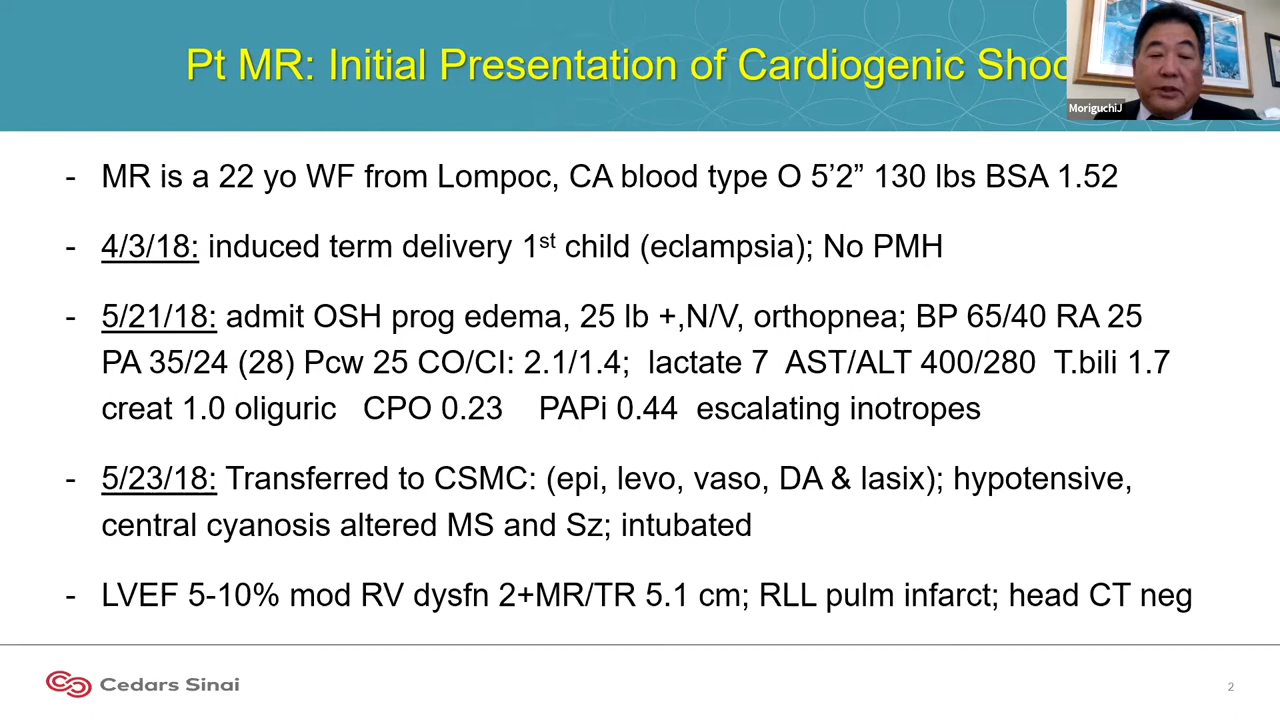 Pt MR: Initial Presentation of Cardiogenic
MoriguchiJ
- MR is a 22 yo WF from Lompoc, CA blood type O 5’2” 130 lbs BSA 1.52
- 4/3/18: induced term delivery 1st child (eclampsia); No PMH
- 5/21/18: admit OSH prog edema, 25 lb +,N/V, orthopnea; BP 65/40 RA 25
PA 35/24 (28) Pcw 25 CO/CI: 2.1/1.4; lactate 7 AST/ALT 400/280 T.bili 1.7
creat 1.0 oliguric CPO 0.23 PAPi 0.44 escalating inotropes
- 5/23/18: Transferred to CSMC: (epi, levo, vaso, DA & lasix); hypotensive,
central cyanosis altered MS and Sz; intubated
- LVEF 5-10% mod RV dysfn 2+MR/TR 5.1 cm; RLL pulm infarct; head CT neg
Cedars Sinai
2